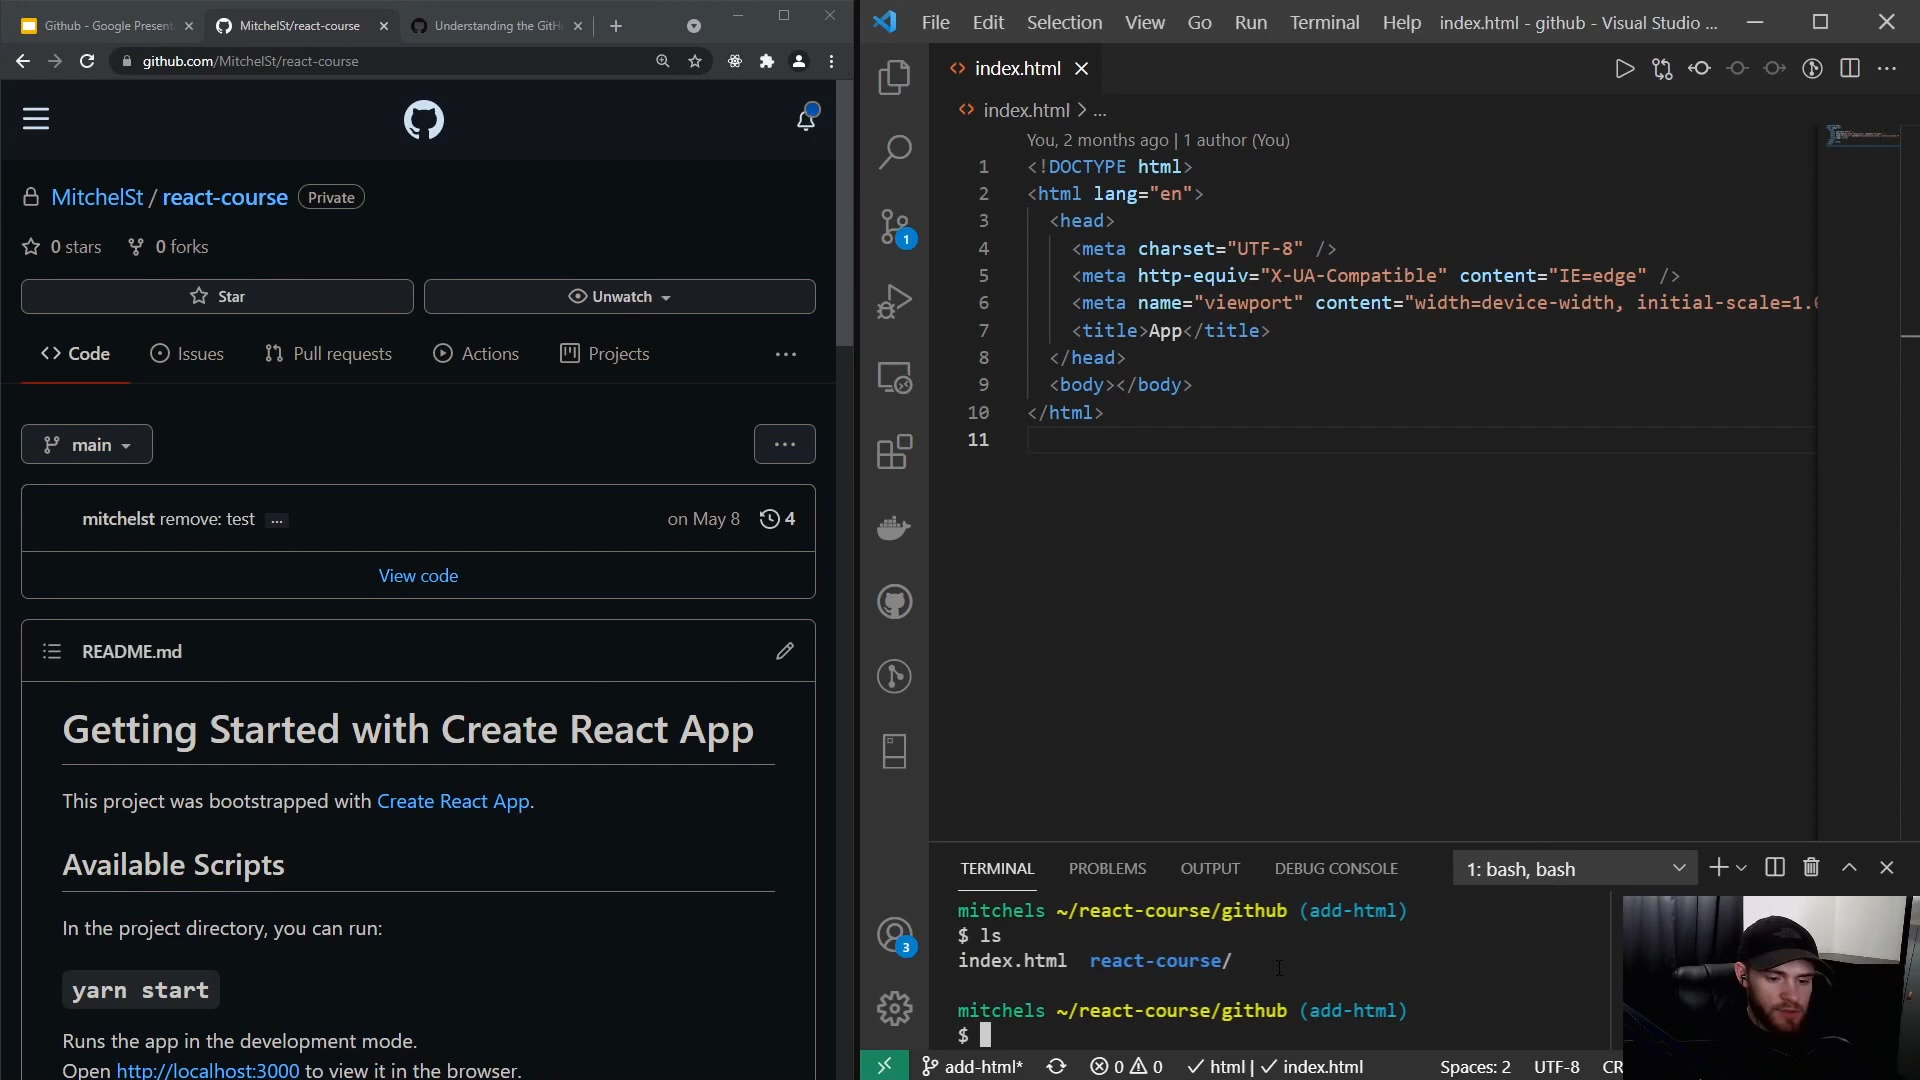 Github - Google Present
MitchelSt/react-course
Understanding the GitH
github.com/MitchelSt/react-course
MitchelSt / react-course Private
0 stars 0 forks
Star
Unwatch
Code Issues Pull requests Actions Projects
main
mitchelst remove: test ... on May 8 4
View code
README.md
Getting Started with Create React App
This project was bootstrapped with Create React App.
Available Scripts
In the project directory, you can run:
yarn start
Runs the app in the development mode.
Open http://localhost:3000 to view it in the browser.
File Edit Selection View Go Run Terminal Help index.html - github - Visual Studio ...
index.html
index.html > ...
You, 2 months ago | 1 author (You)
1 <!DOCTYPE html>
2 <html lang="en">
3 <head>
4 <meta charset="UTF-8" />
5 <meta http-equiv="X-UA-Compatible" content="IE=edge" />
6 <meta name="viewport" content="width=device-width, initial-scale=1.0
7 <title>App</title>
8 </head>
9 <body></body>
10 </html>
11
1
3
TERMINAL PROBLEMS OUTPUT DEBUG CONSOLE 1: bash, bash
mitchels ~/react-course/github (add-html)
$ ls
index.html react-course/
mitchels ~/react-course/github (add-html)
$
add-html* 0 0 html | index.html Spaces: 2 UTF-8 CR